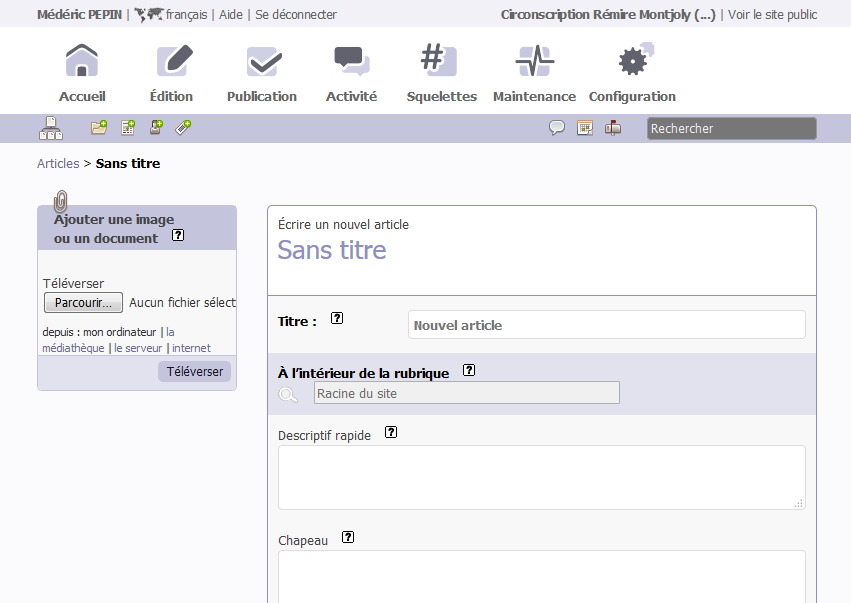 Médéric PEPIN | français | Aide | Se déconnecter
Circonscription Rémire Montjoly (...) | Voir le site public
Accueil Édition Publication Activité Squelettes Maintenance Configuration
Rechercher
Articles > Sans titre
Ajouter une image
ou un document ?
Téléverser
Parcourir... Aucun fichier sélect
depuis : mon ordinateur | la
médiathèque | le serveur | internet
Téléverser
Écrire un nouvel article
Sans titre
Titre : ? Nouvel article
À l'intérieur de la rubrique ?
Racine du site
Descriptif rapide ?
Chapeau ?